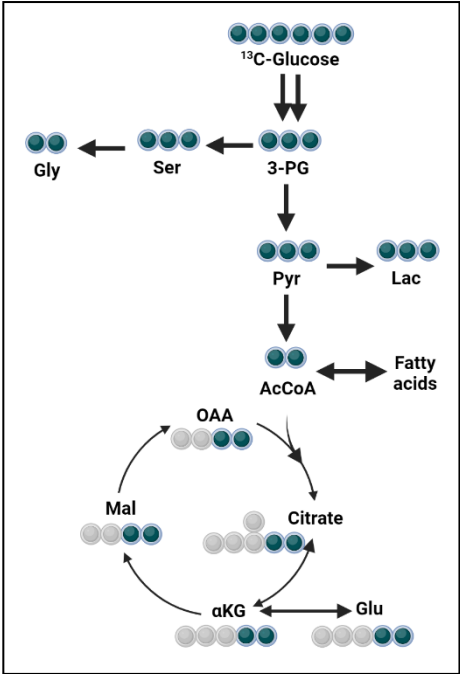 ¹³C-Glucose
Gly
Ser
3-PG
Pyr
Lac
AcCoA
Fatty
acids
OAA
Mal
Citrate
αKG
Glu